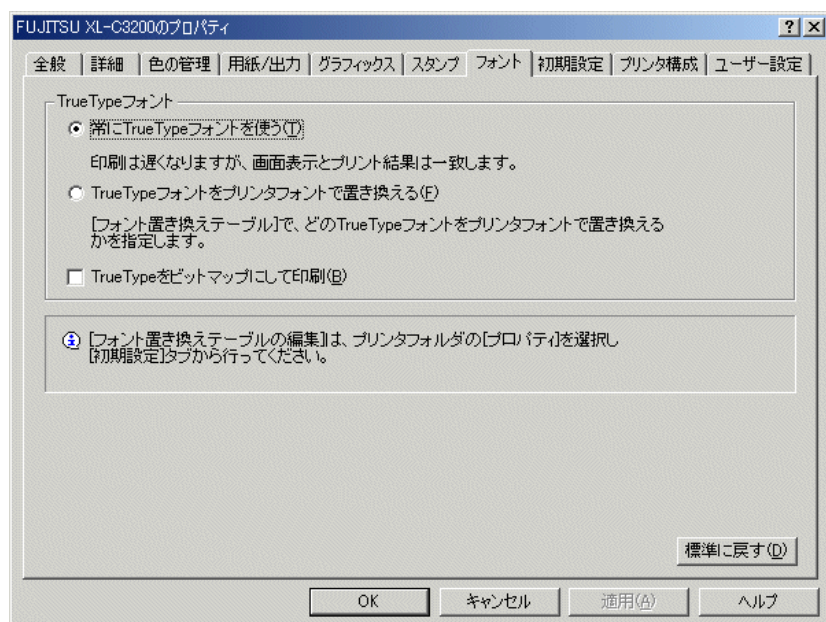 FUJITSU XL-C3200のプロパティ
全般 詳細 色の管理 用紙/出力 グラフィックス スタンプ フォント 初期設定 プリンタ構成 ユーザー設定
TrueTypeフォント
常にTrueTypeフォントを使う(T)
印刷は遅くなりますが、画面表示とプリント結果は一致します。
TrueTypeフォントをプリンタフォントで置き換える(F)
[フォント置き換えテーブル]で、どのTrueTypeフォントをプリンタフォントで置き換える
かを指定します。
TrueTypeをビットマップにして印刷(B)
[フォント置き換えテーブルの編集]は、プリンタフォルダの[プロパティ]を選択し
[初期設定]タブから行ってください。
標準に戻す(D)
OK キャンセル 適用(A) ヘルプ